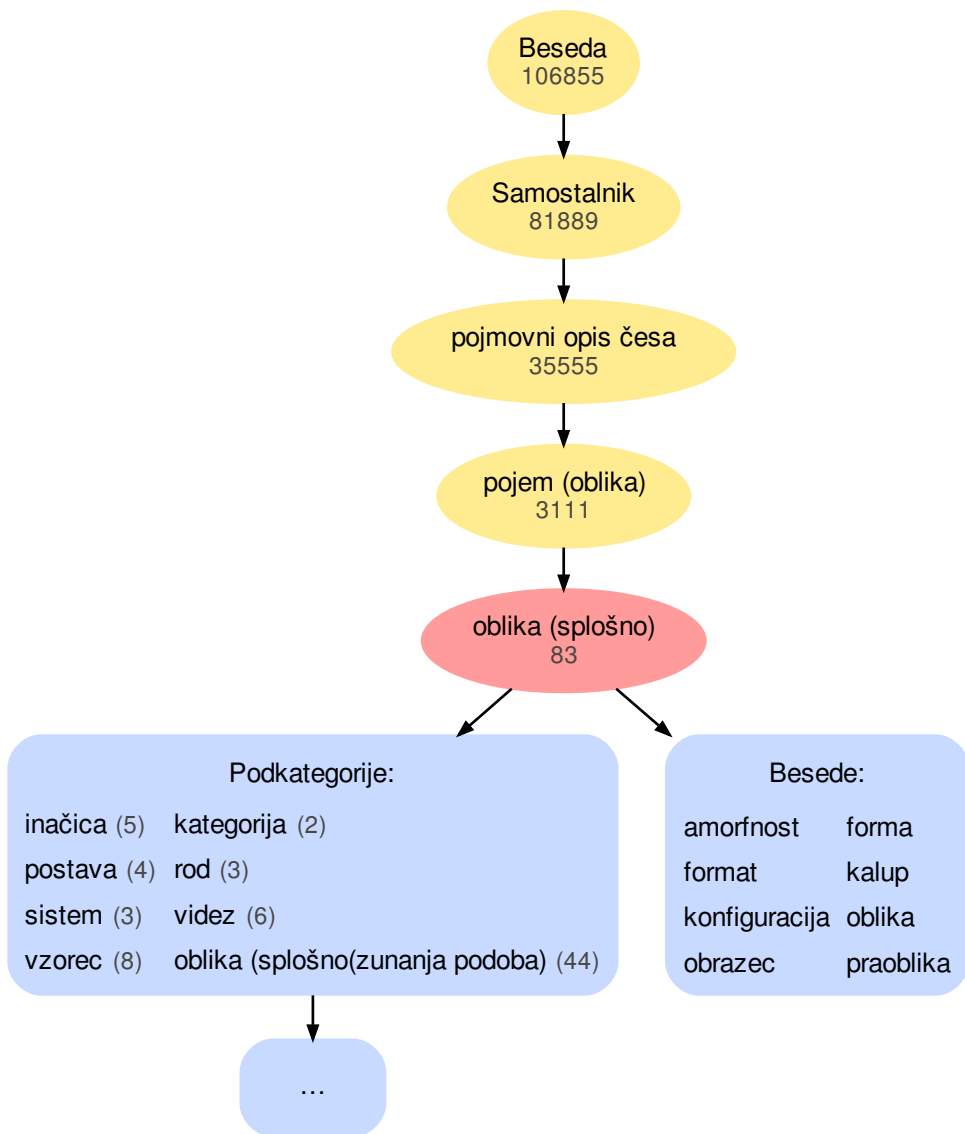 Beseda
106855
Samostalnik
81889
pojmovni opis česa
35555
pojem (oblika)
3111
oblika (splošno)
83
Podkategorije:
inačica (5) kategorija (2)
postava (4) rod (3)
sistem (3) videz (6)
vzorec (8) oblika (splošno(zunanja podoba) (44)
Besede:
amorfnost forma
format kalup
konfiguracija oblika
obrazec praoblika
...